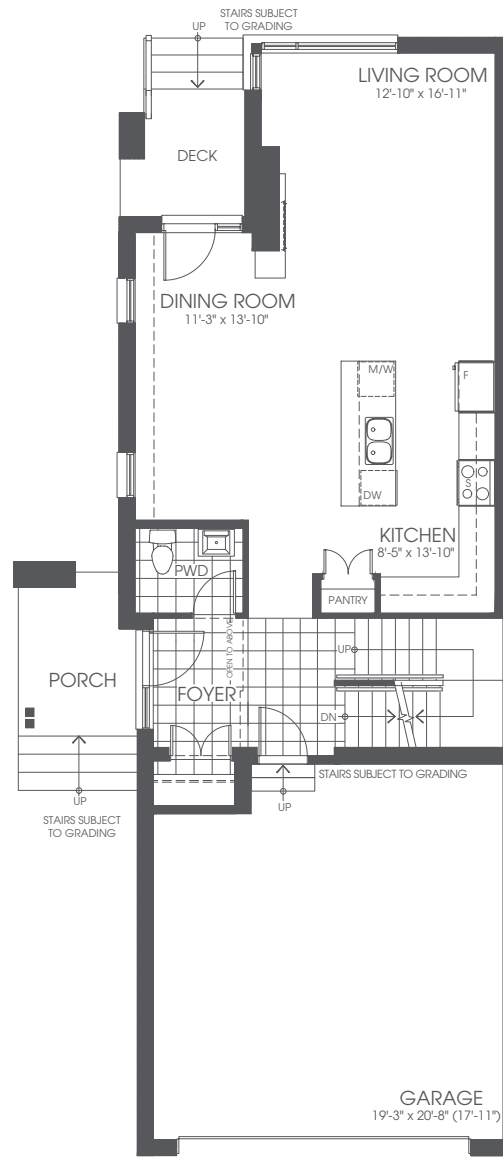 STAIRS SUBJECT
TO GRADING
UP
LIVING ROOM
12'-10" x 16'-11"
DECK
DINING ROOM
11'-3" x 13'-10"
M/W
F
S
DW
KITCHEN
8'-5" x 13'-10"
PWD
PANTRY
OPEN TO ABOVE
UP
PORCH
FOYER
DN
STAIRS SUBJECT TO GRADING
UP
UP
STAIRS SUBJECT
TO GRADING
GARAGE
19'-3" x 20'-8" (17'-11")